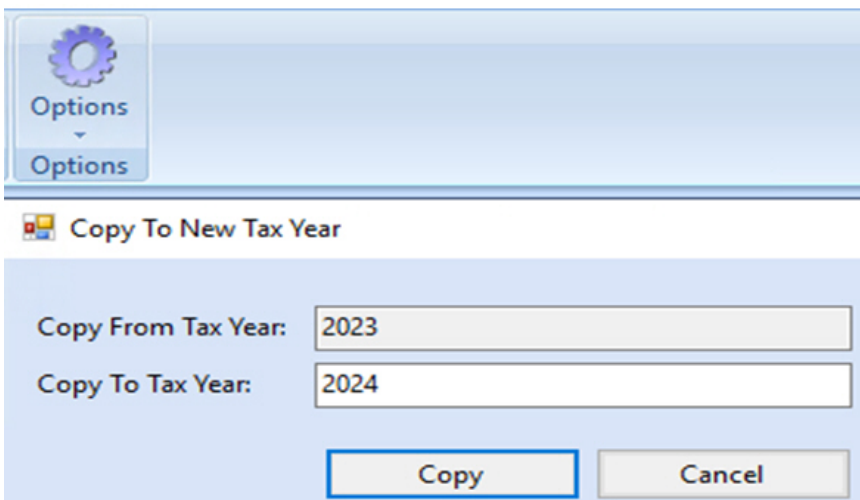 Options
Options
Copy To New Tax Year
Copy From Tax Year: 2023
Copy To Tax Year: 2024
Copy Cancel